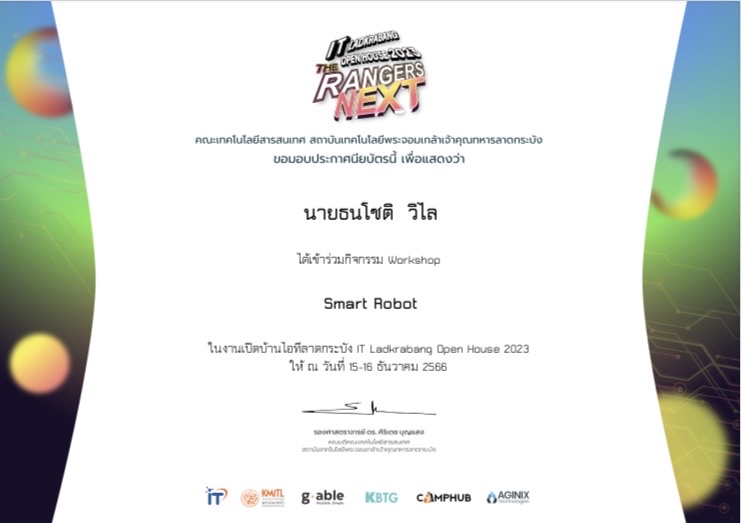 IT LADKRABANG
OPEN HOUSE 2023
THE RANGERS
NEXT
คณะเทคโนโลยีสารสนเทศ สถาบันเทคโนโลยีพระจอมเกล้าเจ้าคุณทหารลาดกระบัง
ขอมอบประกาศนียบัตรนี้ เพื่อแสดงว่า
นายธนโชติ วิไล
ได้เข้าร่วมกิจกรรม Workshop
Smart Robot
ในงานเปิดบ้านไอทีลาดกระบัง IT Ladkrabang Open House 2023
ให้ ณ วันที่ 15-16 ธันวาคม 2566
รองศาสตราจารย์ ดร. ศิริเดช บุญแสง
คณบดีคณะเทคโนโลยีสารสนเทศ
สถาบันเทคโนโลยีพระจอมเกล้าเจ้าคุณทหารลาดกระบัง
IT KMITL g•able KBTG CAMPHUB AGINIX
Technologies